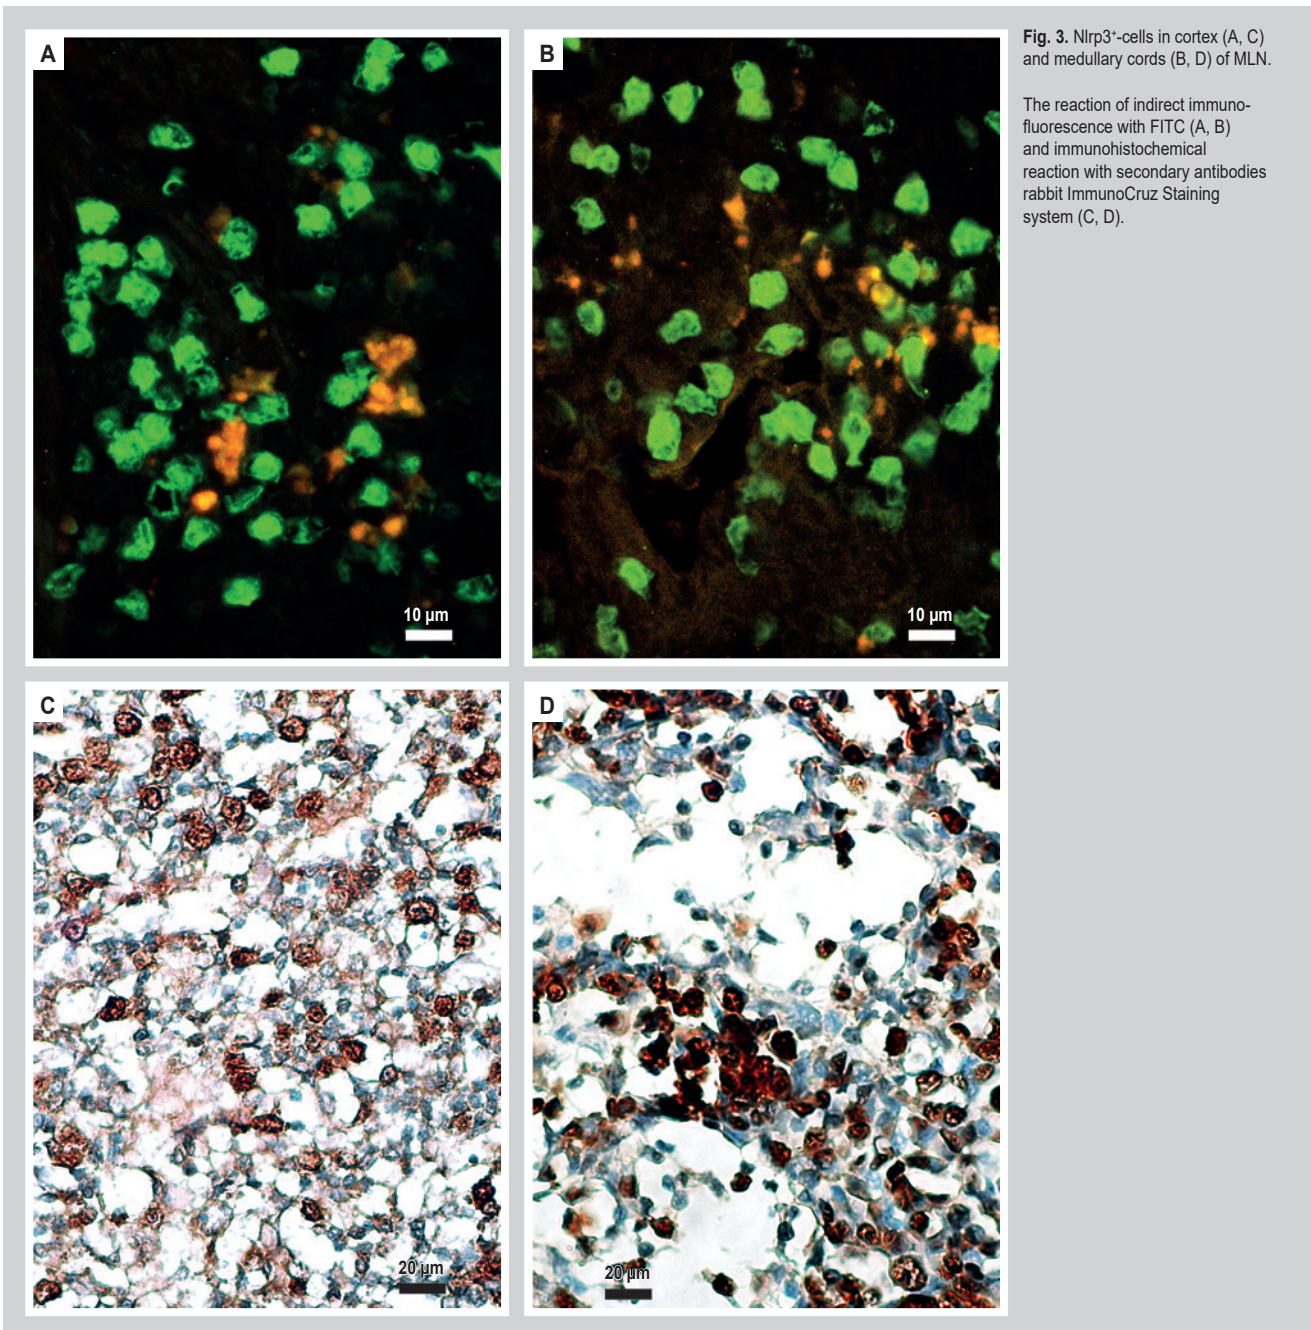 A
B
10 µm
10 µm
C
D
20 µm
20 µm
Fig. 3. Nlrp3⁺-cells in cortex (A, C)
and medullary cords (B, D) of MLN.
The reaction of indirect immuno-
fluorescence with FITC (A, B)
and immunohistochemical
reaction with secondary antibodies
rabbit ImmunoCruz Staining
system (C, D).